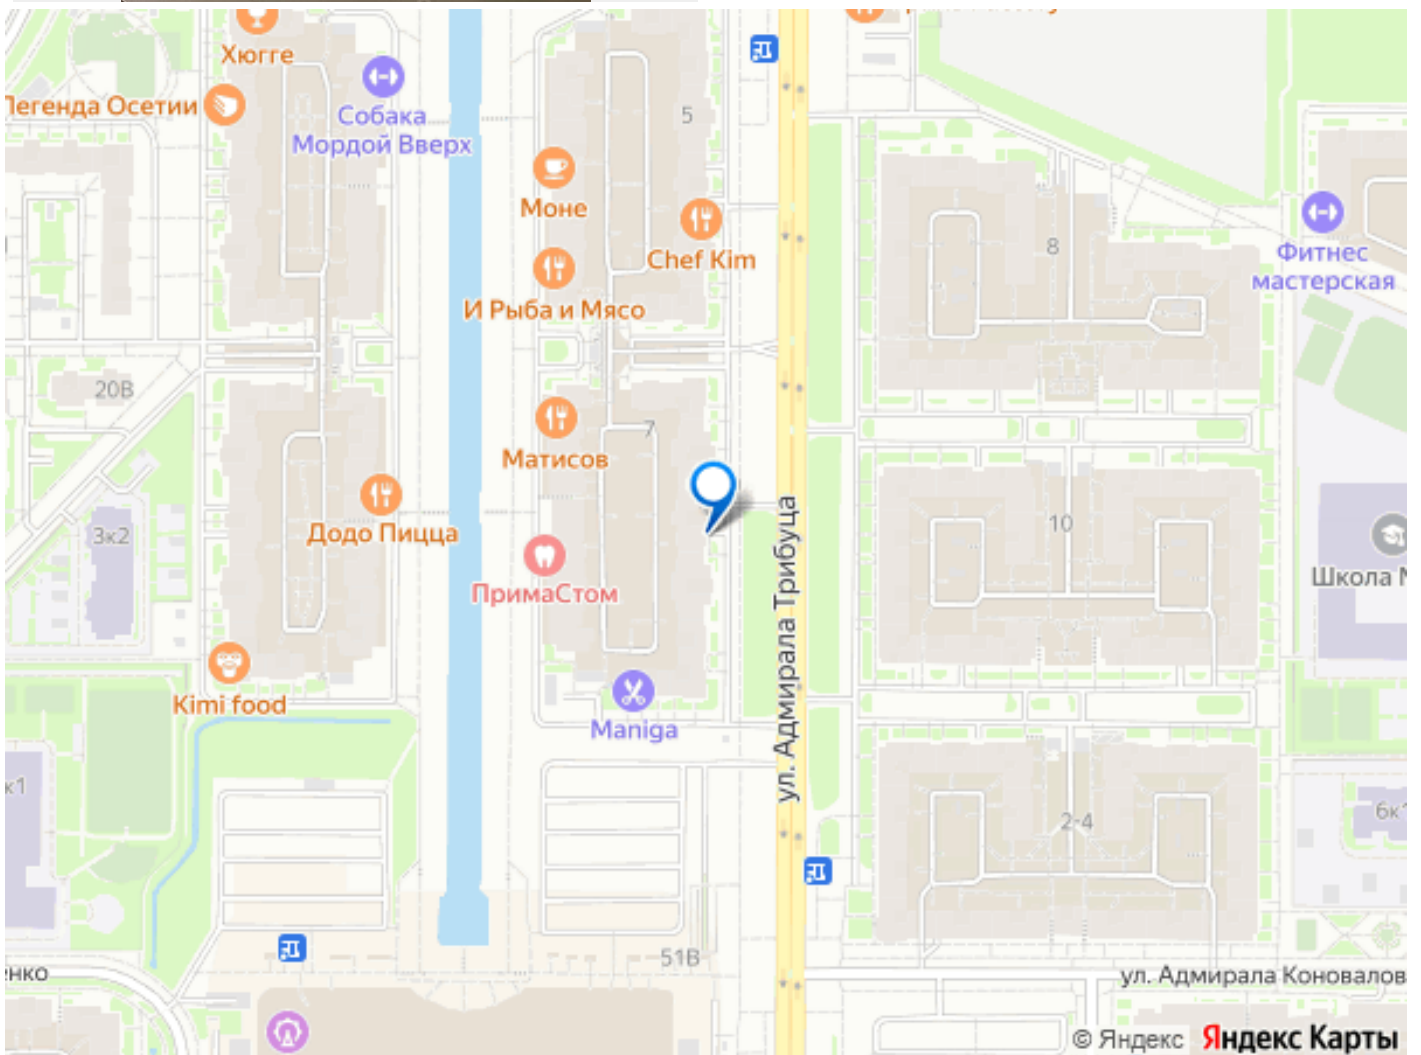 Хюгге
Легенда Осетии
Собака
Мордой Вверх
5
Моне
Chef Kim
И Рыба и Мясо
8
Фитнес
мастерская
20В
7
Матисов
Додо Пицца
3к2
ПримаСтом
10
Школа
ул. Адмирала Трибуца
Kimi food
Maniga
к1
2-4
6к1
51В
енко
ул. Адмирала Коновалов
© Яндекс Яндекс Карты